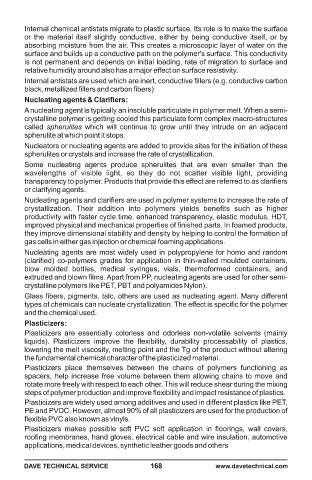 Internal chemical antistats migrate to plastic surface. Its role is to make the surface
or the material itself slightly conductive, either by being conductive itself, or by
absorbing moisture from the air. This creates a microscopic layer of water on the
surface and builds up a conductive path on the polymer's surface. This conductivity
is not permanent and depends on initial loading, rate of migration to surface and
relative humidity around also has a major effect on surface resistivity.
Internal antistats are used which are inert, conductive fillers (e.g. conductive carbon
black, metallized fillers and carbon fibers)
Nucleating agents & Clarifiers:
A nucleating agent is typically an insoluble particulate in polymer melt. When a semi-
crystalline polymer is getting cooled this particulate form complex macro-structures
called spherulites which will continue to grow until they intrude on an adjacent
spherulite at which point it stops.
Nucleators or nucleating agents are added to provide sites for the initiation of these
spherulites or crystals and increase the rate of crystallization.
Some nucleating agents produce spherulites that are even smaller than the
wavelengths of visible light, so they do not scatter visible light, providing
transparency to polymer. Products that provide this effect are referred to as clarifiers
or clarifying agents.
Nucleating agents and clarifiers are used in polymer systems to increase the rate of
crystallization. Their addition into polymers yields benefits such as higher
productivity with faster cycle time, enhanced transparency, elastic modulus, HDT,
improved physical and mechanical properties of finished parts. In foamed products,
they improve dimensional stability and density by helping to control the formation of
gas cells in either gas injection or chemical foaming applications.
Nucleating agents are most widely used in polypropylene for homo and random
(clarified) co-polymers grades for application in thin-walled moulded containers,
blow molded bottles, medical syringes, vials, thermoformed containers, and
extruded and blown films. Apart from PP, nucleating agents are used for other semi-
crystalline polymers like PET, PBT and polyamides Nylon).
Glass fibers, pigments, talc, others are used as nucleating agent. Many different
types of chemicals can nucleate crystallization. The effect is specific for the polymer
and the chemical used.
Plasticizers:
Plasticizers are essentially colorless and odorless non-volatile solvents (mainly
liquids). Plasticizers improve the flexibility, durability processability of plastics,
lowering the melt viscosity, melting point and the Tg of the product without altering
the fundamental chemical character of the plasticized material.
Plasticizers place themselves between the chains of polymers functioning as
spacers, help increase free volume between them allowing chains to move and
rotate more freely with respect to each other. This will reduce shear during the mixing
steps of polymer production and improve flexibility and impact resistance of plastics.
Plasticizers are widely used among additives and used in different plastics like PET,
PE and PVDC. However, almost 90% of all plasticizers are used for the production of
flexible PVC also known as vinyls.
Plasticizers makes possible soft PVC soft application in floorings, wall covers,
roofing membranes, hand gloves, electrical cable and wire insulation, automotive
applications, medical devices, synthetic leather goods and others
DAVE TECHNICAL SERVICE 168 www.davetechnical.com